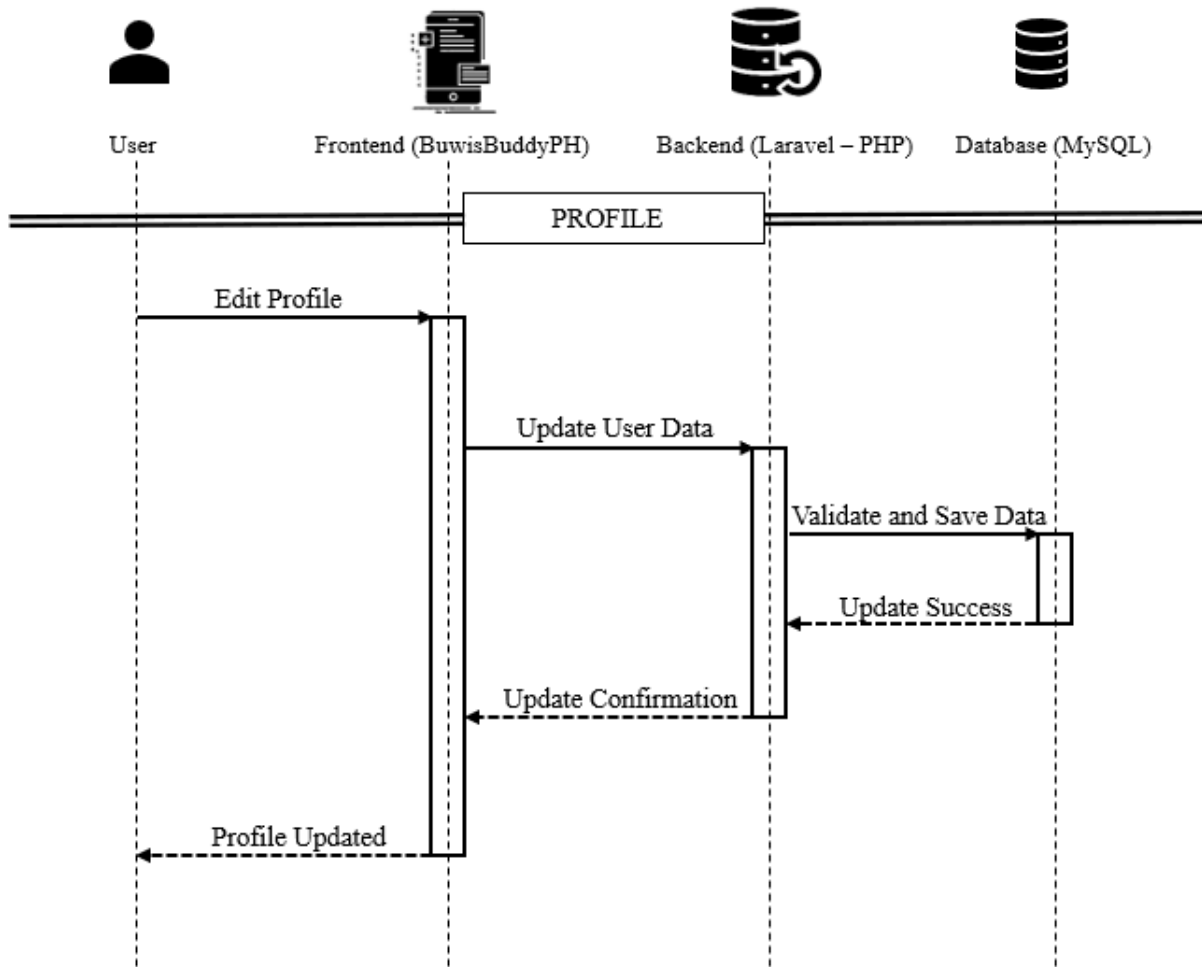 User
Frontend (BuwisBuddyPH)
Backend (Laravel – PHP)
Database (MySQL)
PROFILE
Edit Profile
Update User Data
Validate and Save Data
Update Success
Update Confirmation
Profile Updated